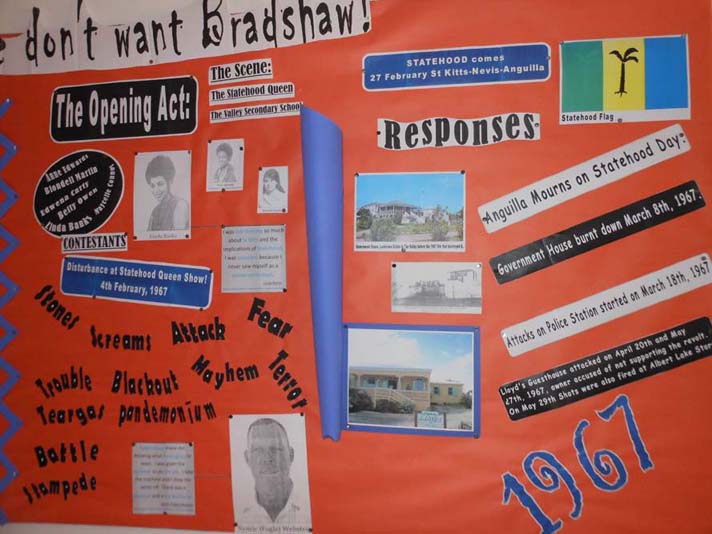 don't want Bradshaw!
The Opening Act:
The Scene:
The Statehood Queen
The Valley Secondary School
Anne Edwards
Blondell Martin
Edwena Carty
Betty Owen
Linda Banks
CONTESTANTS
Linda Banks
Disturbance at Statehood Queen Show!
4th February, 1967
Stones
Screams
Attack
Fear
Trouble
Blackout
Mayhem
Terror
Teargas
pandemonium
Battle
Stampede
STATEHOOD comes
27 February St Kitts-Nevis-Anguilla
Statehood Flag
Responses
Anguilla Mourns on Statehood Day:
Government House burnt down March 8th, 1967.
Attacks on Police Station started on March 18th, 1967
Lloyd's Guesthouse attacked on April 20th and May
27th, 1967. owner accused of not supporting the revolt.
On May 29th Shots were also fired at Albert Lake Stor
1967